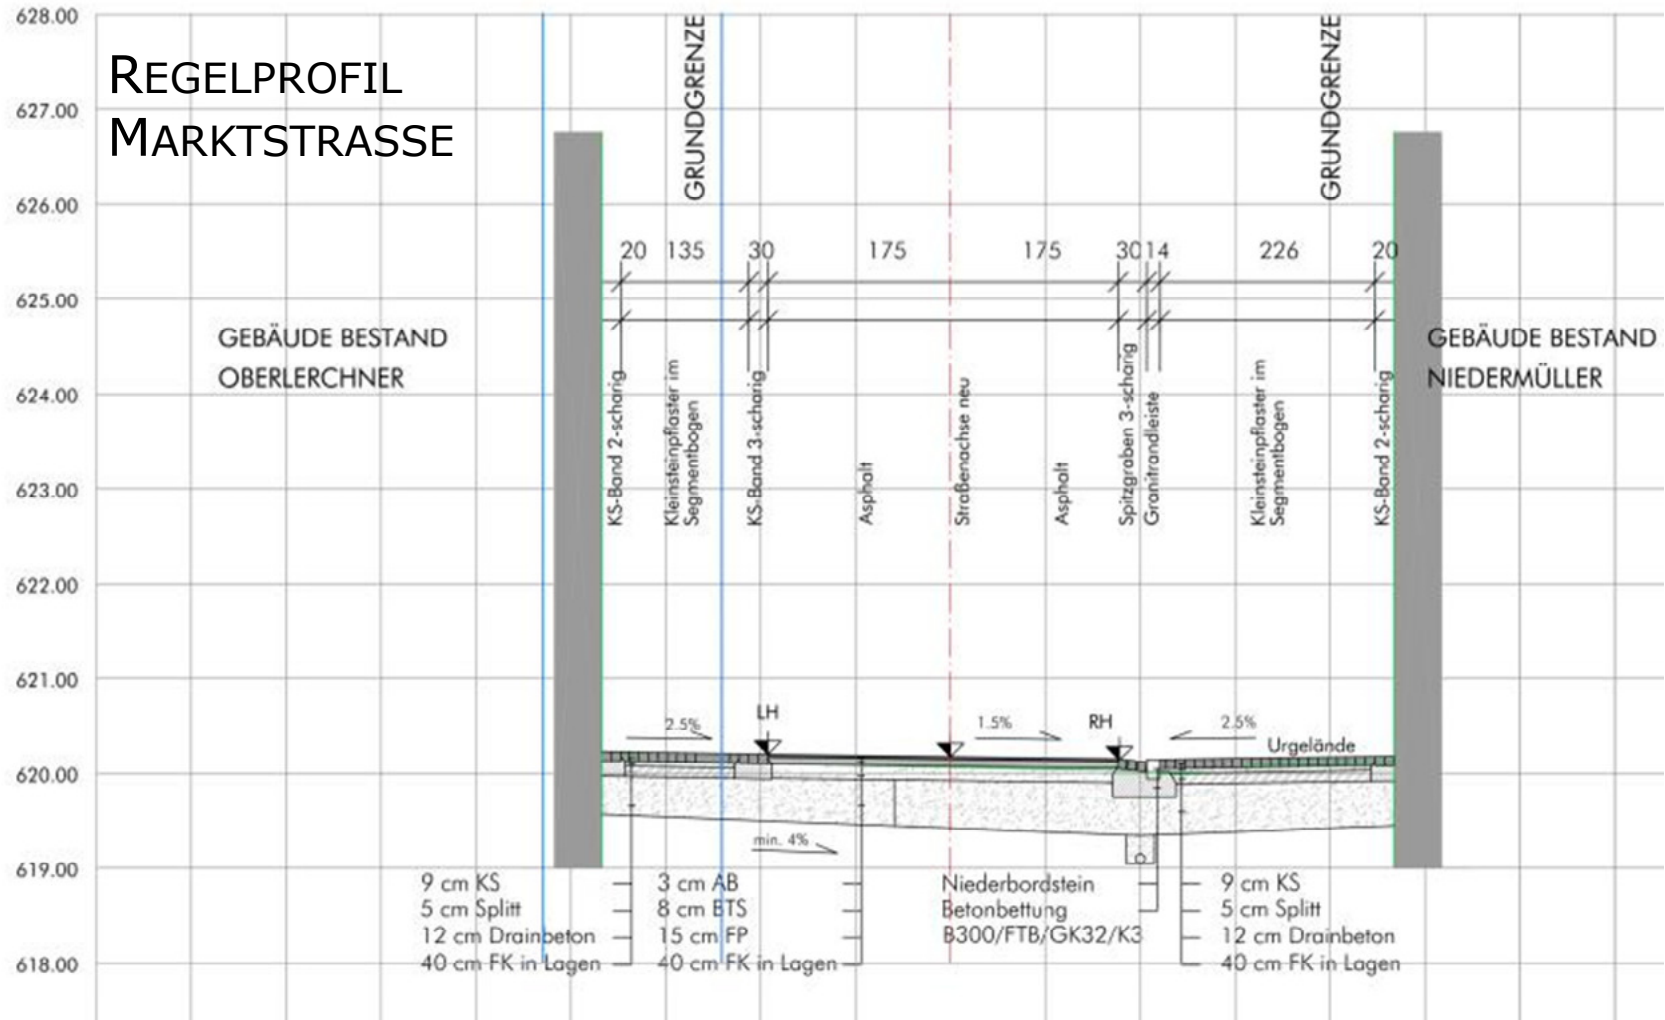 628.00
627.00
626.00
625.00
624.00
623.00
622.00
621.00
620.00
619.00
618.00
REGELPROFIL
MARKTSTRASSE
GRUNDGRENZE
GRUNDGRENZE
20 135 30 175 175 30 14 226 20
GEBÄUDE BESTAND
OBERLERCHNER
GEBÄUDE BESTAND
NIEDERMÜLLER
KS-Band 2-scharig
Kleinsteinpflaster im
Segmentbogen
KS-Band 3-scharig
Asphalt
Straßenachse neu
Asphalt
Spitzgraben 3-scharig
Granitrandleiste
Kleinsteinpflaster im
Segmentbogen
KS-Band 2-scharig
2.5%
LH
1.5%
RH
2.5%
Urgelände
min. 4%
9 cm KS
5 cm Splitt
12 cm Drainbeton
40 cm FK in Lagen
3 cm AB
8 cm BTS
15 cm FP
40 cm FK in Lagen
Niederbordstein
Betonbettung
B300/FTB/GK32/K3
9 cm KS
5 cm Splitt
12 cm Drainbeton
40 cm FK in Lagen